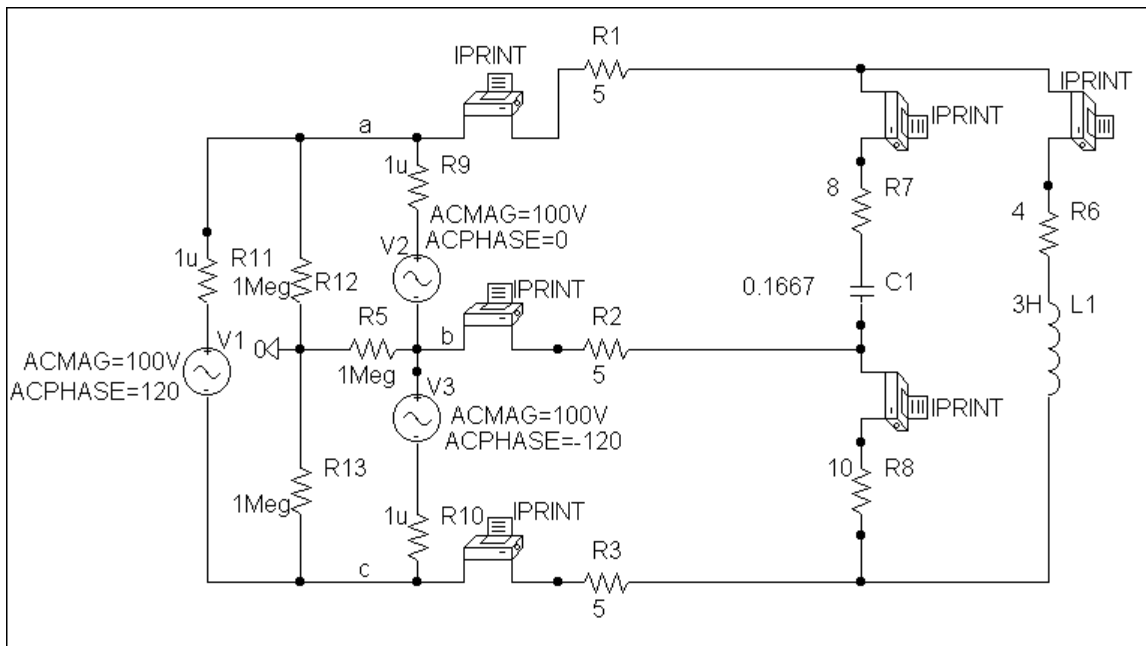 R1
IPRINT
5
IPRINT
IPRINT
a
1u
R9
8
R7
4
R6
ACMAG=100V
ACPHASE=0
1u
R11
1Meg
R12
V2
IPRINT
0.1667
C1
3H
L1
R5
R2
V1
0
b
1Meg
5
ACMAG=100V
ACPHASE=120
V3
ACMAG=100V
ACPHASE=-120
IPRINT
R13
1Meg
10
R8
1u
R10
IPRINT
R3
c
5